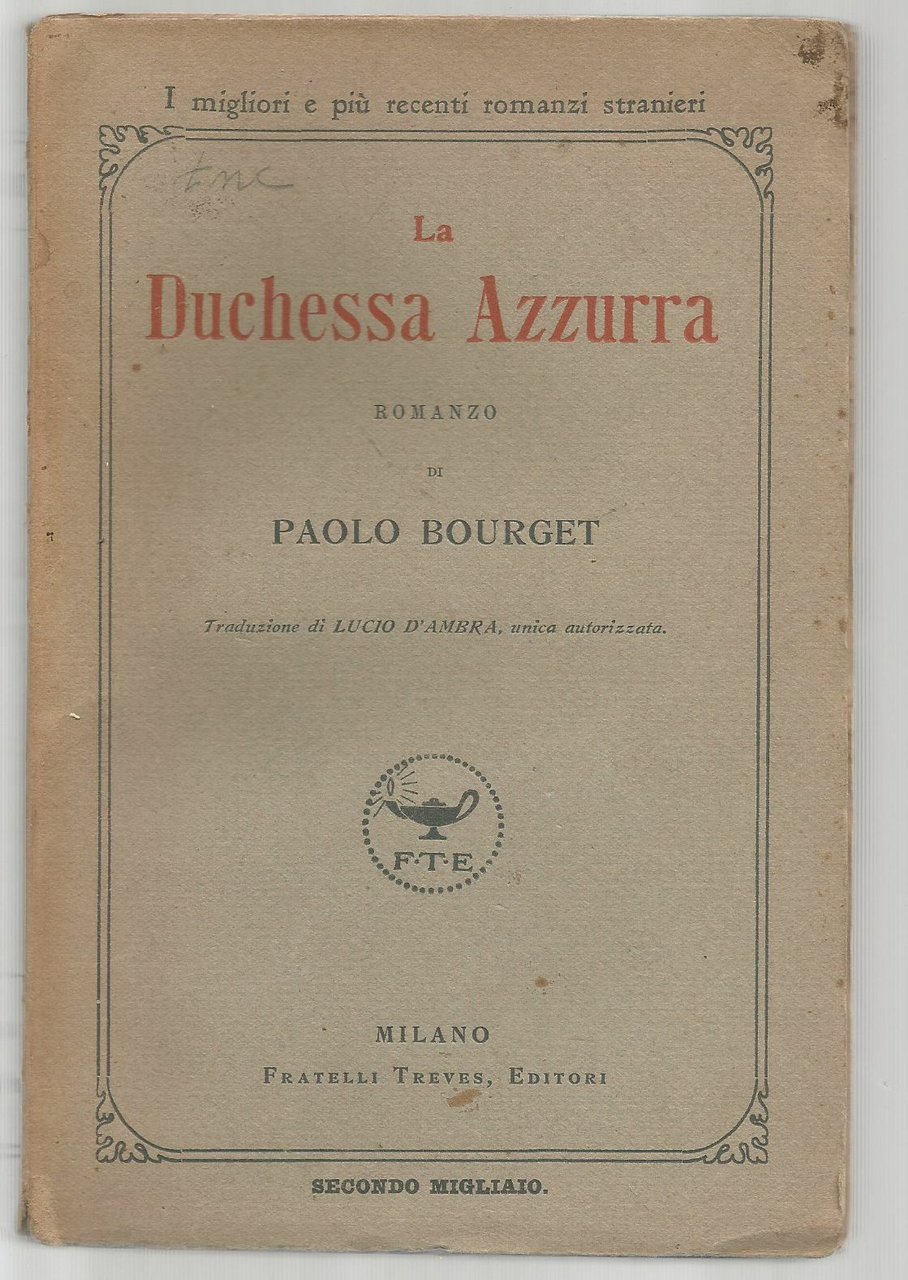 I migliori e più recenti romanzi stranieri
La
Duchessa Azzurra
ROMANZO
DI
PAOLO BOURGET
Traduzione di LUCIO D'AMBRA, unica autorizzata.
F·T·E
MILANO
FRATELLI TREVES, EDITORI
SECONDO MIGLIAIO.